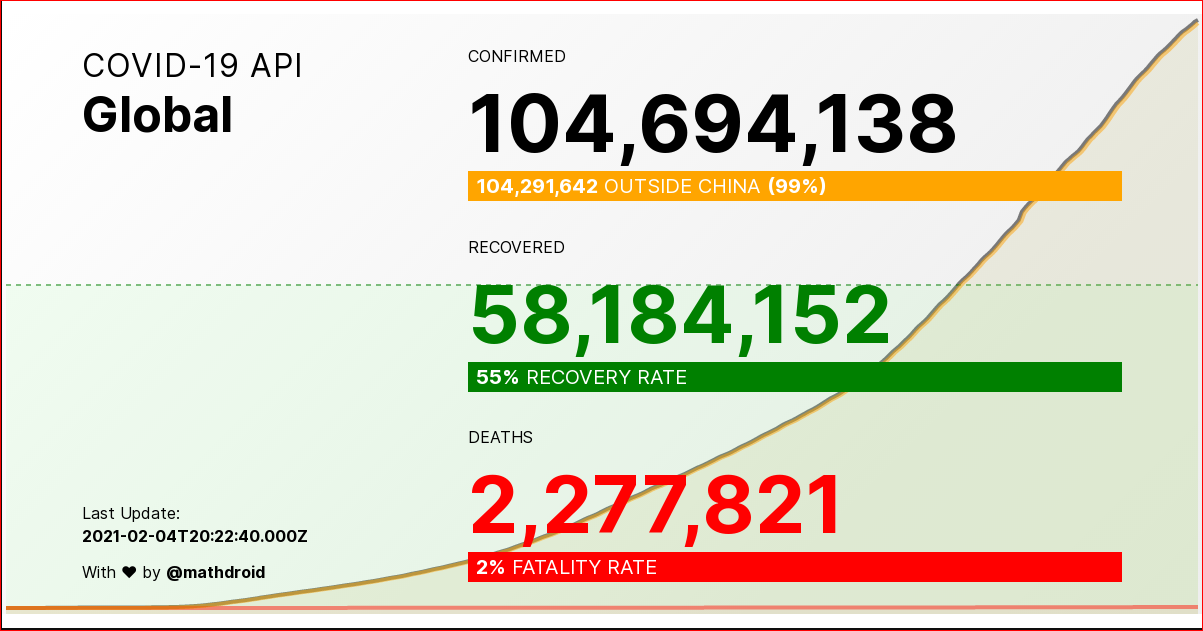 COVID-19 API
Global
CONFIRMED
104,694,138
104,291,642 OUTSIDE CHINA (99%)
RECOVERED
58,184,152
55% RECOVERY RATE
DEATHS
2,277,821
2% FATALITY RATE
Last Update:
2021-02-04T20:22:40.000Z
With ♥ by @mathdroid